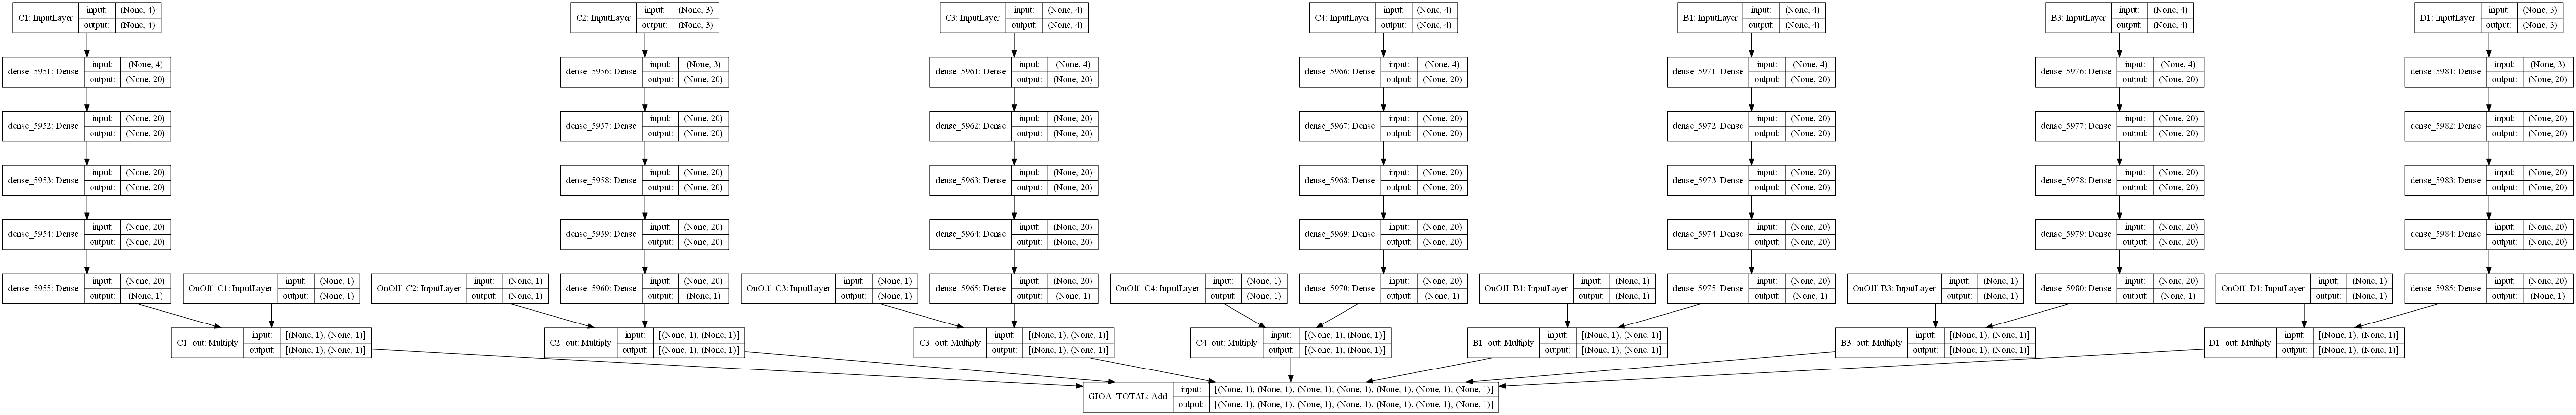 C1: InputLayer input: (None, 4)
output: (None, 4)
C2: InputLayer input: (None, 3)
output: (None, 3)
C3: InputLayer input: (None, 4)
output: (None, 4)
C4: InputLayer input: (None, 4)
output: (None, 4)
B1: InputLayer input: (None, 4)
output: (None, 4)
B3: InputLayer input: (None, 4)
output: (None, 4)
D1: InputLayer input: (None, 3)
output: (None, 3)
dense_5951: Dense input: (None, 4)
output: (None, 20)
dense_5956: Dense input: (None, 3)
output: (None, 20)
dense_5961: Dense input: (None, 4)
output: (None, 20)
dense_5966: Dense input: (None, 4)
output: (None, 20)
dense_5971: Dense input: (None, 4)
output: (None, 20)
dense_5976: Dense input: (None, 4)
output: (None, 20)
dense_5981: Dense input: (None, 3)
output: (None, 20)
dense_5952: Dense input: (None, 20)
output: (None, 20)
dense_5957: Dense input: (None, 20)
output: (None, 20)
dense_5962: Dense input: (None, 20)
output: (None, 20)
dense_5967: Dense input: (None, 20)
output: (None, 20)
dense_5972: Dense input: (None, 20)
output: (None, 20)
dense_5977: Dense input: (None, 20)
output: (None, 20)
dense_5982: Dense input: (None, 20)
output: (None, 20)
dense_5953: Dense input: (None, 20)
output: (None, 20)
dense_5958: Dense input: (None, 20)
output: (None, 20)
dense_5963: Dense input: (None, 20)
output: (None, 20)
dense_5968: Dense input: (None, 20)
output: (None, 20)
dense_5973: Dense input: (None, 20)
output: (None, 20)
dense_5978: Dense input: (None, 20)
output: (None, 20)
dense_5983: Dense input: (None, 20)
output: (None, 20)
dense_5954: Dense input: (None, 20)
output: (None, 20)
dense_5959: Dense input: (None, 20)
output: (None, 20)
dense_5964: Dense input: (None, 20)
output: (None, 20)
dense_5969: Dense input: (None, 20)
output: (None, 20)
dense_5974: Dense input: (None, 20)
output: (None, 20)
dense_5979: Dense input: (None, 20)
output: (None, 20)
dense_5984: Dense input: (None, 20)
output: (None, 20)
dense_5955: Dense input: (None, 20)
output: (None, 1)
OnOff_C1: InputLayer input: (None, 1)
output: (None, 1)
OnOff_C2: InputLayer input: (None, 1)
output: (None, 1)
dense_5960: Dense input: (None, 20)
output: (None, 1)
OnOff_C3: InputLayer input: (None, 1)
output: (None, 1)
dense_5965: Dense input: (None, 20)
output: (None, 1)
OnOff_C4: InputLayer input: (None, 1)
output: (None, 1)
dense_5970: Dense input: (None, 20)
output: (None, 1)
OnOff_B1: InputLayer input: (None, 1)
output: (None, 1)
dense_5975: Dense input: (None, 20)
output: (None, 1)
OnOff_B3: InputLayer input: (None, 1)
output: (None, 1)
dense_5980: Dense input: (None, 20)
output: (None, 1)
OnOff_D1: InputLayer input: (None, 1)
output: (None, 1)
dense_5985: Dense input: (None, 20)
output: (None, 1)
C1_out: Multiply input: [(None, 1), (None, 1)]
output: [(None, 1), (None, 1)]
C2_out: Multiply input: [(None, 1), (None, 1)]
output: [(None, 1), (None, 1)]
C3_out: Multiply input: [(None, 1), (None, 1)]
output: [(None, 1), (None, 1)]
C4_out: Multiply input: [(None, 1), (None, 1)]
output: [(None, 1), (None, 1)]
B1_out: Multiply input: [(None, 1), (None, 1)]
output: [(None, 1), (None, 1)]
B3_out: Multiply input: [(None, 1), (None, 1)]
output: [(None, 1), (None, 1)]
D1_out: Multiply input: [(None, 1), (None, 1)]
output: [(None, 1), (None, 1)]
GJOA_TOTAL: Add input: [(None, 1), (None, 1), (None, 1), (None, 1), (None, 1), (None, 1), (None, 1)]
output: [(None, 1), (None, 1), (None, 1), (None, 1), (None, 1), (None, 1), (None, 1)]